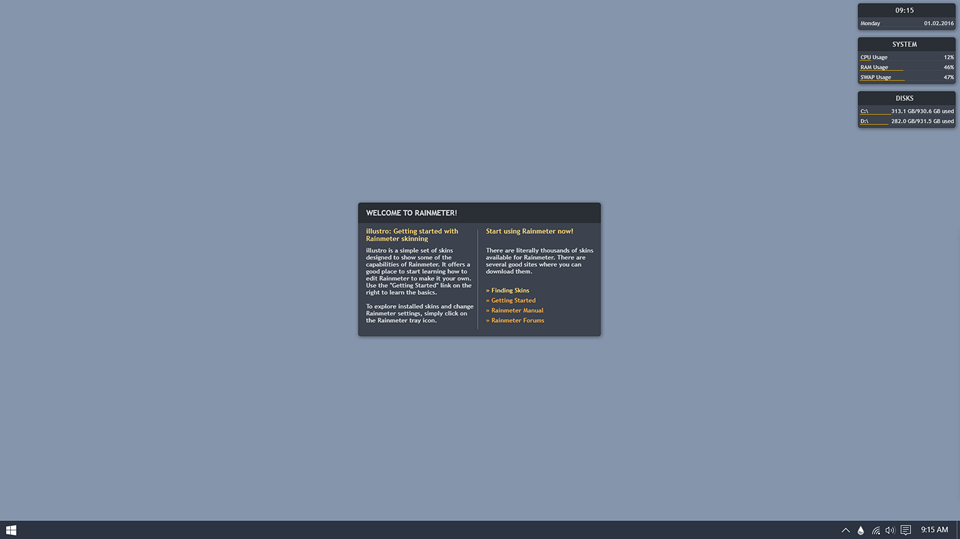 09:15
Monday 01.02.2016
SYSTEM
CPU Usage 12%
RAM Usage 46%
SWAP Usage 47%
DISKS
C:\ 313.1 GB/930.6 GB used
D:\ 282.0 GB/931.5 GB used
WELCOME TO RAINMETER!
illustro: Getting started with
Rainmeter skinning
illustro is a simple set of skins
designed to show some of the
capabilities of Rainmeter. It offers a
good place to start learning how to
edit Rainmeter to make it your own.
Use the "Getting Started" link on the
right to learn the basics.
To explore installed skins and change
Rainmeter settings, simply click on
the Rainmeter tray icon.
Start using Rainmeter now!
There are literally thousands of skins
available for Rainmeter. There are
several good sites where you can
download them.
» Finding Skins
» Getting Started
» Rainmeter Manual
» Rainmeter Forums
9:15 AM